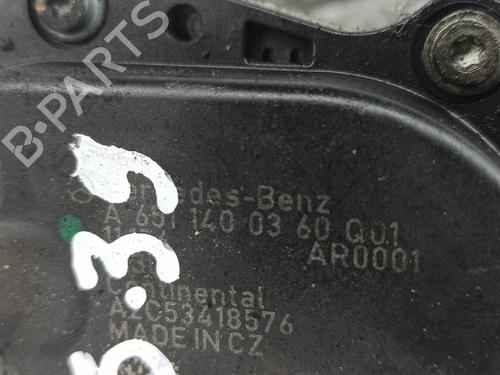 B-PARTS
Mercedes-Benz
A 651 140 03 60 Q01
AR0001
Continental
A2C53418576
MADE IN CZ